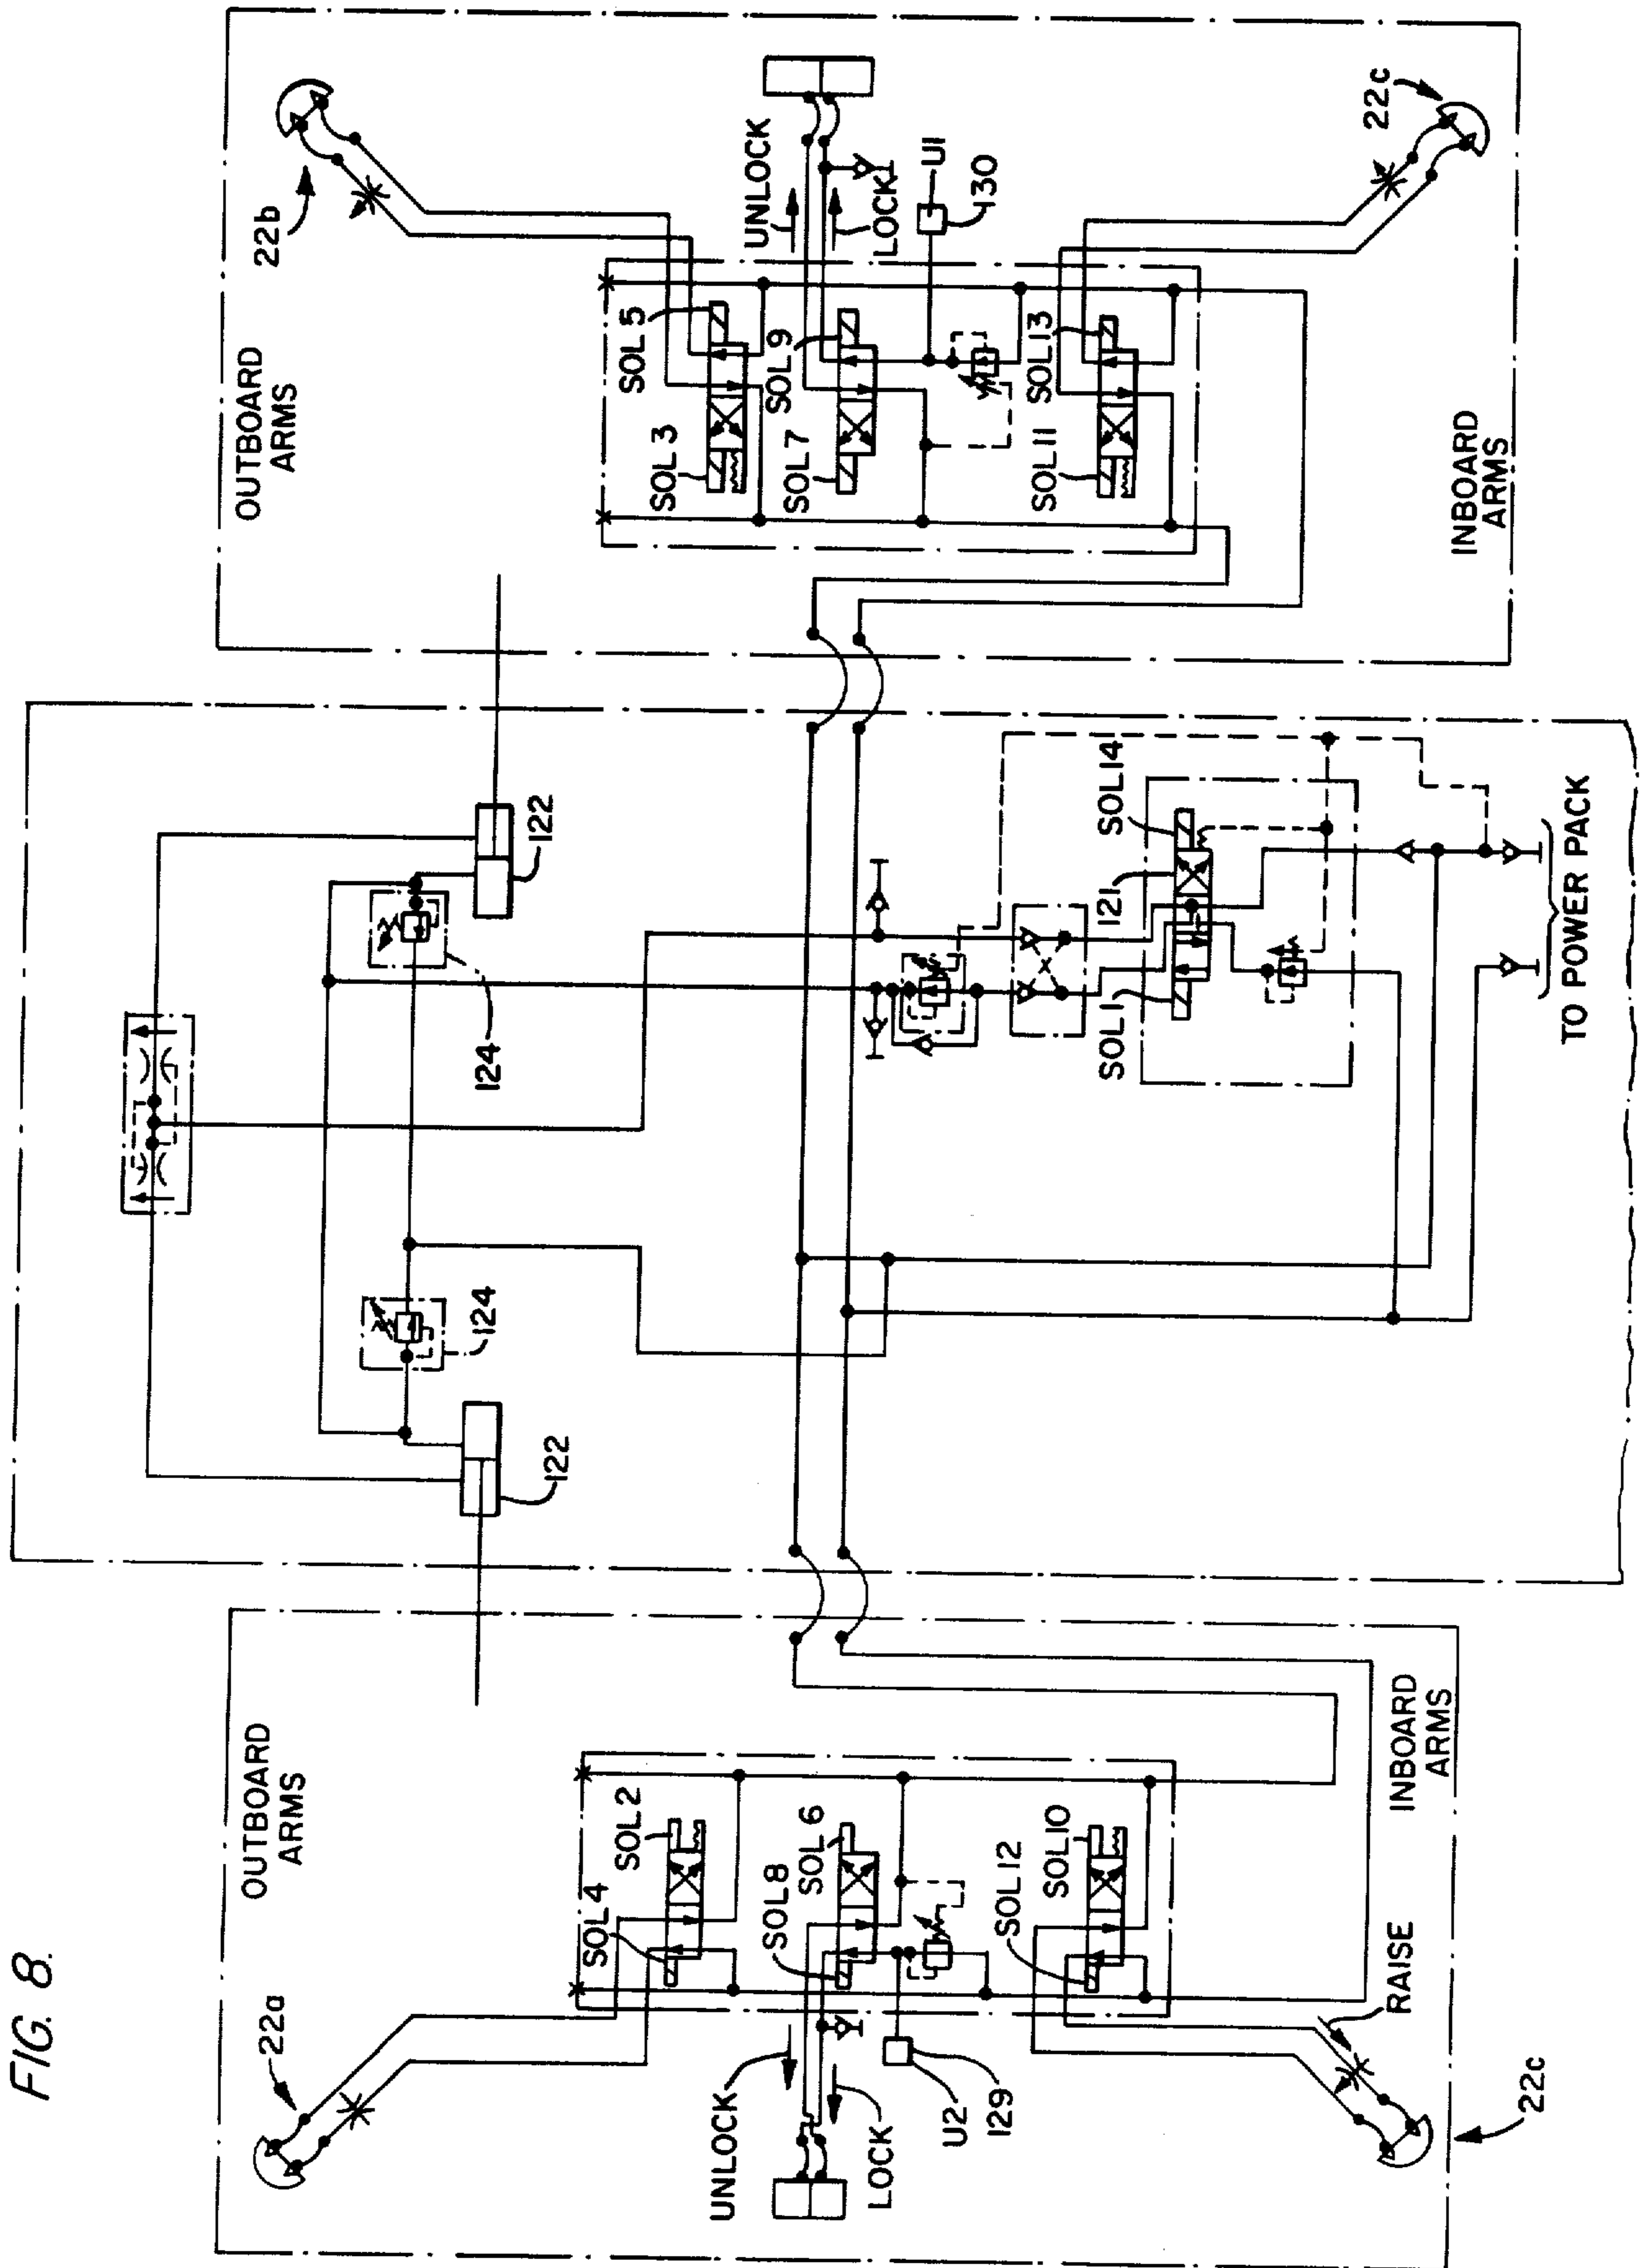 FIG. 8.
22a
OUTBOARD
ARMS
SOL 4
SOL 2
UNLOCK
LOCK
SOL 8
SOL 6
U2
129
SOL 12
SOL 10
RAISE
22c
INBOARD
ARMS
122
124
124
122
SOL 1
121
SOL 14
TO POWER PACK
OUTBOARD
ARMS
22b
SOL 3
SOL 5
UNLOCK
LOCK
SOL 7
SOL 9
U1
130
SOL 11
SOL 13
22c
INBOARD
ARMS